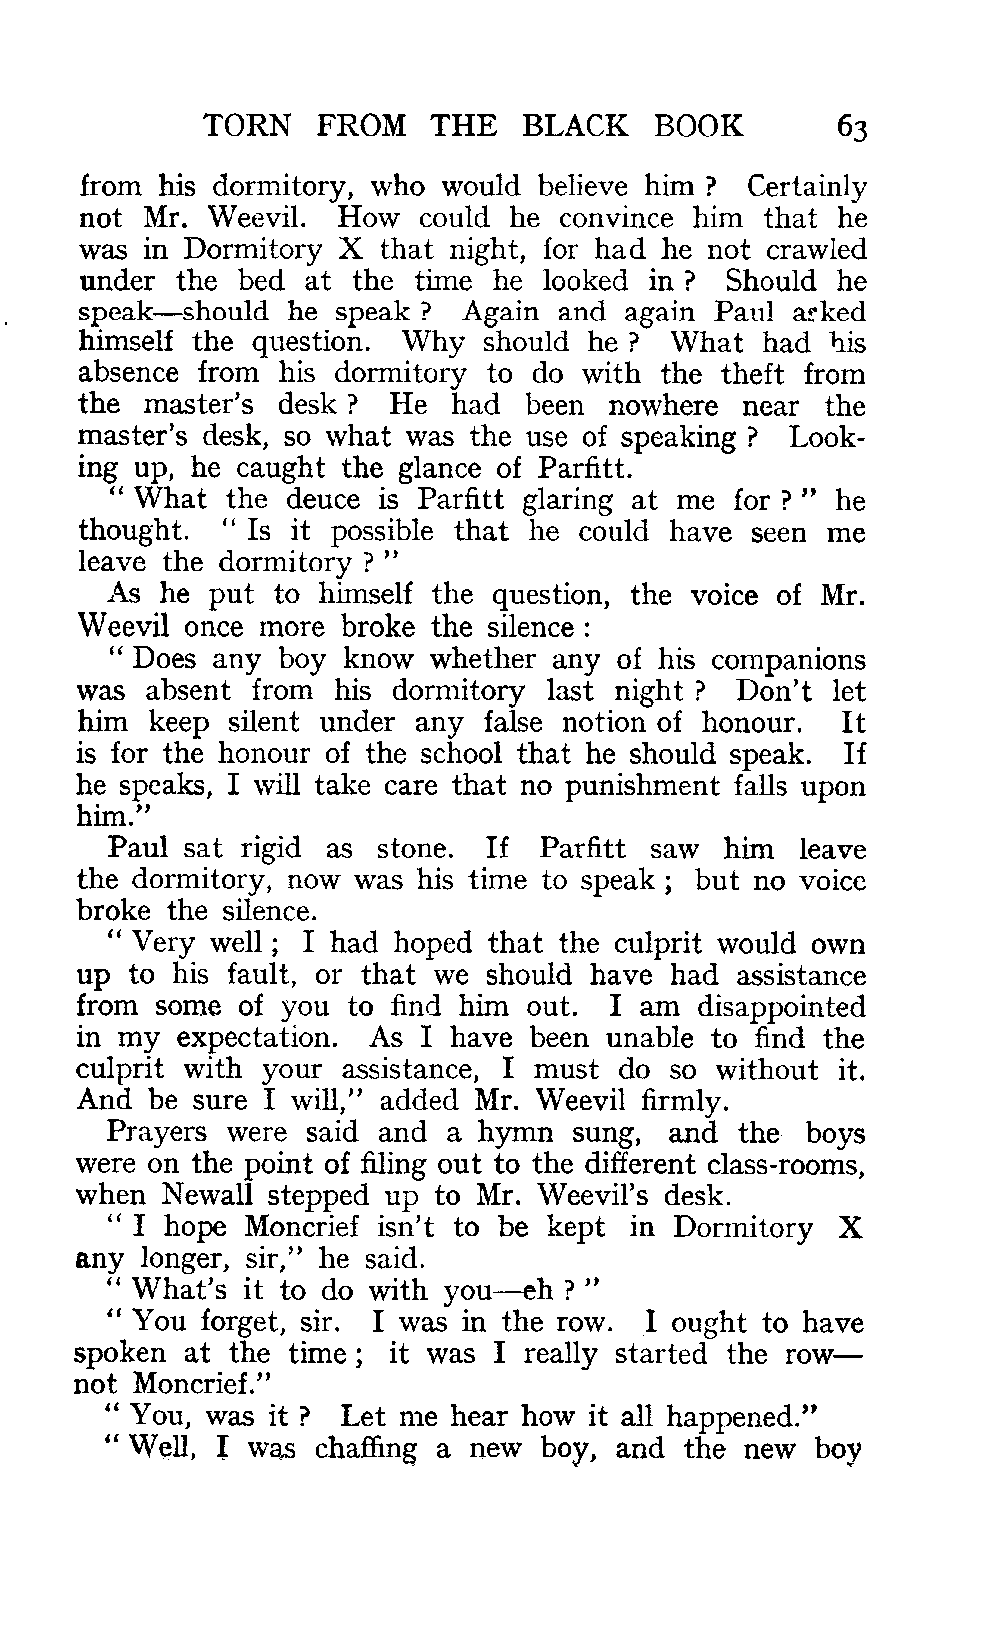 TORN FROM THE BLACK BOOK 63
from his dormitory, who would believe him ? Certainly
not Mr. Weevil. How could he convince him that he
was in Dormitory X that night, for had he not crawled
under the bed at the time he looked in ? Should he
speak—should he speak ? Again and again Paul asked
himself the question. Why should he ? What had his
absence from his dormitory to do with the theft from
the master's desk ? He had been nowhere near the
master's desk, so what was the use of speaking ? Look-
ing up, he caught the glance of Parfitt.
“ What the deuce is Parfitt glaring at me for ? ” he
thought. “ Is it possible that he could have seen me
leave the dormitory ? ”
As he put to himself the question, the voice of Mr.
Weevil once more broke the silence :
“ Does any boy know whether any of his companions
was absent from his dormitory last night ? Don't let
him keep silent under any false notion of honour. It
is for the honour of the school that he should speak. If
he speaks, I will take care that no punishment falls upon
him.”
Paul sat rigid as stone. If Parfitt saw him leave
the dormitory, now was his time to speak ; but no voice
broke the silence.
“ Very well ; I had hoped that the culprit would own
up to his fault, or that we should have had assistance
from some of you to find him out. I am disappointed
in my expectation. As I have been unable to find the
culprit with your assistance, I must do so without it.
And be sure I will,” added Mr. Weevil firmly.
Prayers were said and a hymn sung, and the boys
were on the point of filing out to the different class-rooms,
when Newall stepped up to Mr. Weevil's desk.
“ I hope Moncrief isn't to be kept in Dormitory X
any longer, sir,” he said.
“ What's it to do with you—eh ? ”
“ You forget, sir. I was in the row. I ought to have
spoken at the time ; it was I really started the row—
not Moncrief.”
“ You, was it ? Let me hear how it all happened.”
“ Well, I was chaffing a new boy, and the new boy